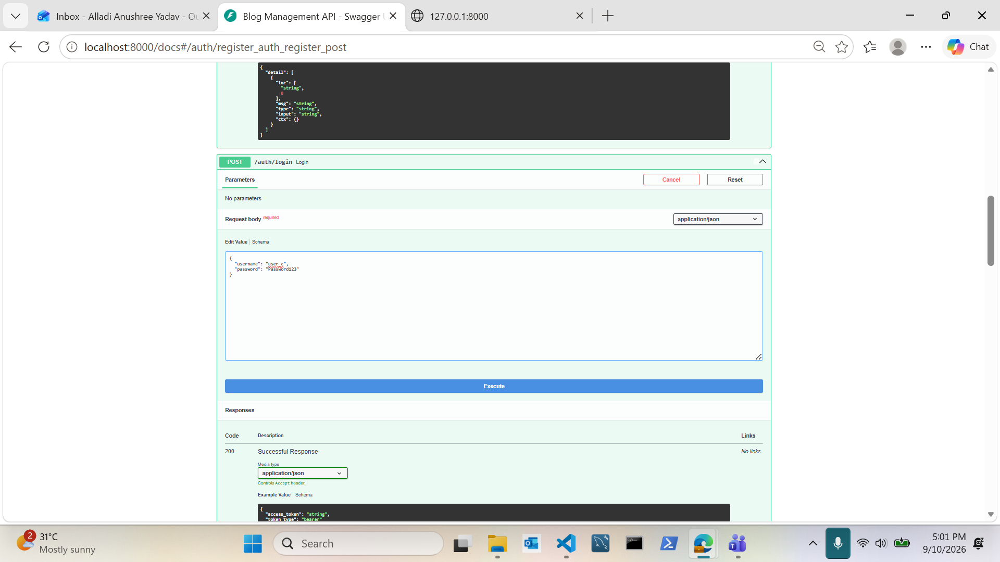 Inbox - Alladi Anushree Yadav - Ou
Blog Management API - Swagger U
127.0.0.1:8000
localhost:8000/docs#/auth/register_auth_register_post
Chat
{
"detail": [
{
"loc": [
"string",
0
],
"msg": "string",
"type": "string",
"input": "string",
"ctx": {}
}
]
}
POST /auth/login Login
Parameters
Cancel
Reset
No parameters
Request body required
application/json
Edit Value | Schema
{
"username": "user_c",
"password": "Password123"
}
Execute
Responses
Code Description Links
200 Successful Response No links
Media type
application/json
Controls Accept header.
Example Value | Schema
{
"access_token": "string",
"token_type": "bearer"
2
31°C
Mostly sunny
Search
5:01 PM
9/10/2026